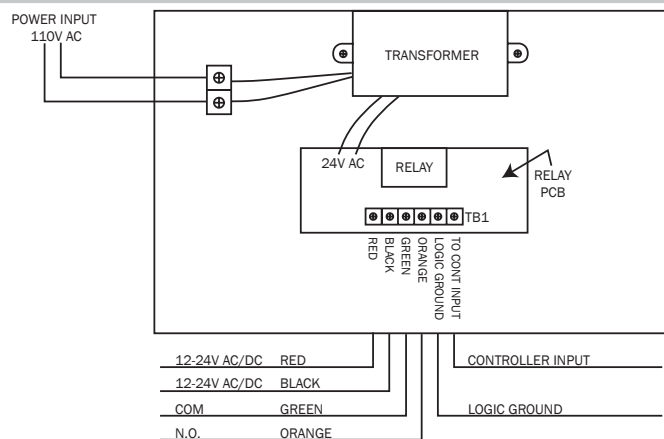 POWER INPUT
110V AC
TRANSFORMER
24V AC
RELAY
RELAY
PCB
TB1
RED
BLACK
GREEN
ORANGE
LOGIC GROUND
TO CONT INPUT
12-24V AC/DC RED
CONTROLLER INPUT
12-24V AC/DC BLACK
COM GREEN
LOGIC GROUND
N.O. ORANGE